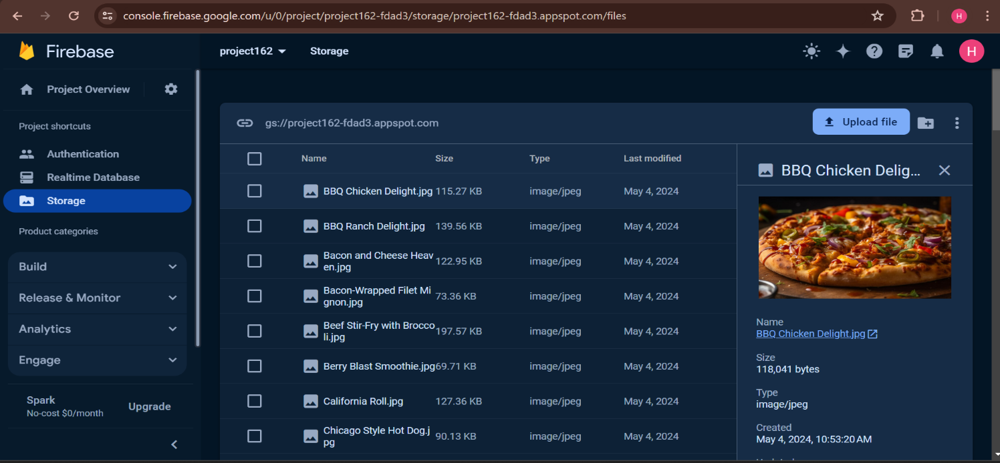 console.firebase.google.com/u/0/project/project162-fdad3/storage/project162-fdad3.appspot.com/files
H
Firebase
project162
Storage
H
Project Overview
Project shortcuts
Authentication
Realtime Database
Storage
Product categories
Build
Release & Monitor
Analytics
Engage
Spark
No-cost $0/month
Upgrade
gs://project162-fdad3.appspot.com
Upload file
Name Size Type Last modified
BBQ Chicken Delight.jpg 115.27 KB image/jpeg May 4, 2024
BBQ Ranch Delight.jpg 139.56 KB image/jpeg May 4, 2024
Bacon and Cheese Heav
en.jpg
122.95 KB image/jpeg May 4, 2024
Bacon-Wrapped Filet Mi
gnon.jpg
73.36 KB image/jpeg May 4, 2024
Beef Stir-Fry with Brocco
li.jpg
197.57 KB image/jpeg May 4, 2024
Berry Blast Smoothie.jpg 69.71 KB image/jpeg May 4, 2024
California Roll.jpg 127.36 KB image/jpeg May 4, 2024
Chicago Style Hot Dog.j
pg
90.13 KB image/jpeg May 4, 2024
BBQ Chicken Delig...
Name
BBQ Chicken Delight.jpg
Size
118,041 bytes
Type
image/jpeg
Created
May 4, 2024, 10:53:20 AM